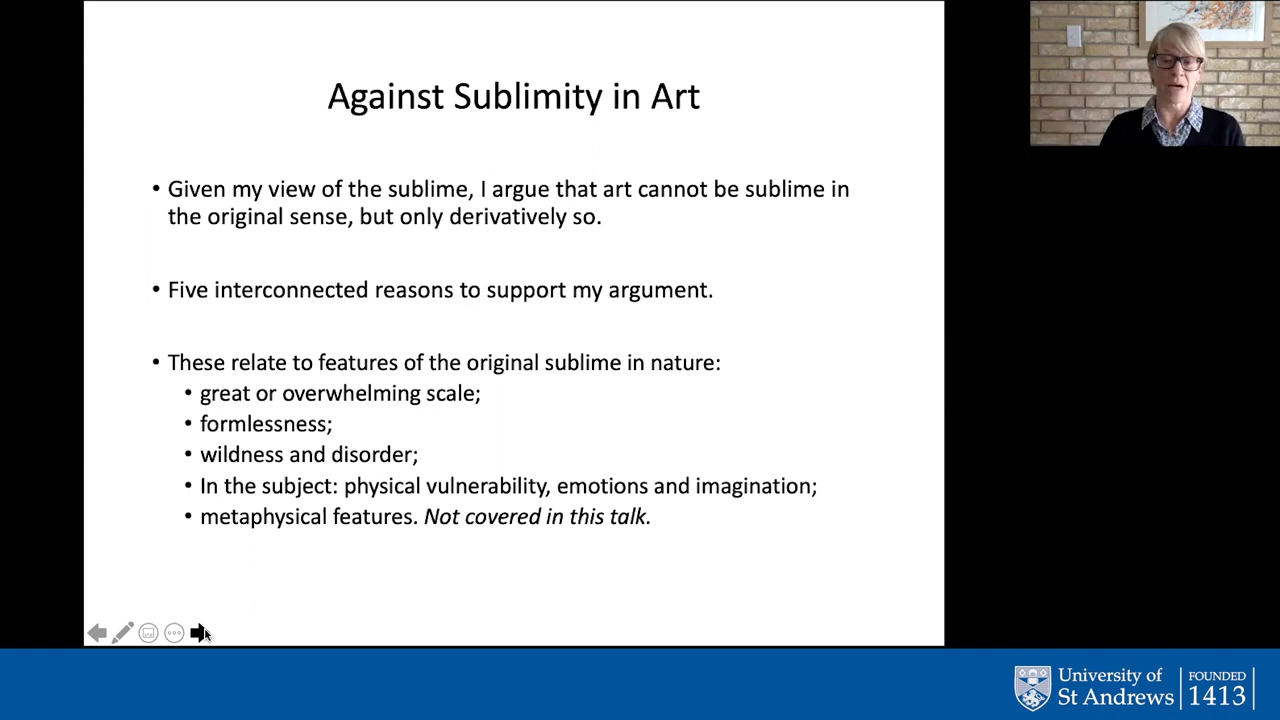 Against Sublimity in Art
• Given my view of the sublime, I argue that art cannot be sublime in
the original sense, but only derivatively so.
• Five interconnected reasons to support my argument.
• These relate to features of the original sublime in nature:
• great or overwhelming scale;
• formlessness;
• wildness and disorder;
• In the subject: physical vulnerability, emotions and imagination;
• metaphysical features. Not covered in this talk.
University of
St Andrews
FOUNDED
1413